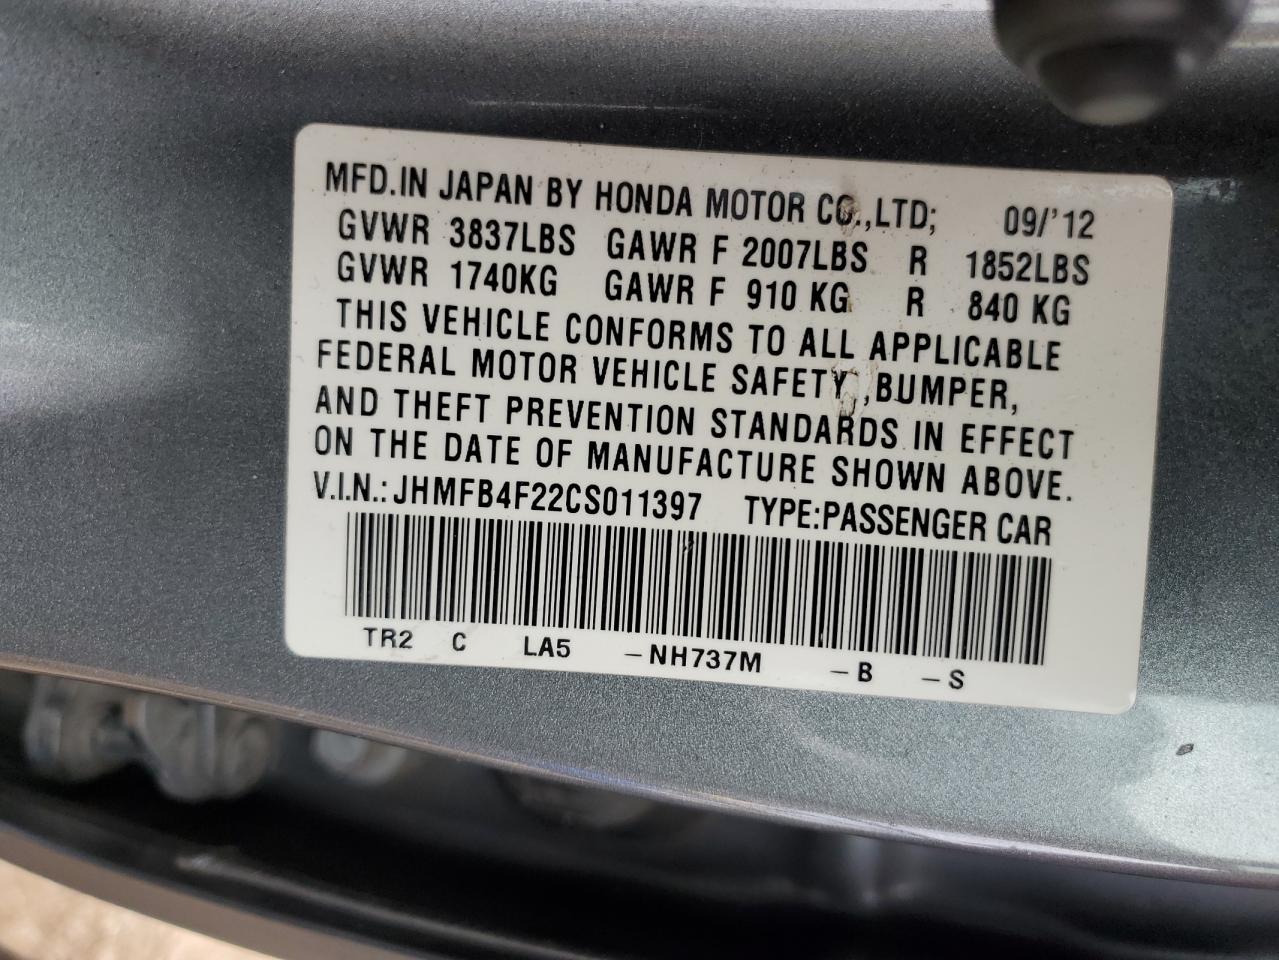 MFD.IN JAPAN BY HONDA MOTOR CO.,LTD; 09/'12
GVWR 3837LBS GAWR F 2007LBS R 1852LBS
GVWR 1740KG GAWR F 910 KG R 840 KG
THIS VEHICLE CONFORMS TO ALL APPLICABLE
FEDERAL MOTOR VEHICLE SAFETY ,BUMPER,
AND THEFT PREVENTION STANDARDS IN EFFECT
ON THE DATE OF MANUFACTURE SHOWN ABOVE.
V.I.N.:JHMFB4F22CS011397 TYPE:PASSENGER CAR
TR2 C LA5 –NH737M –B –S